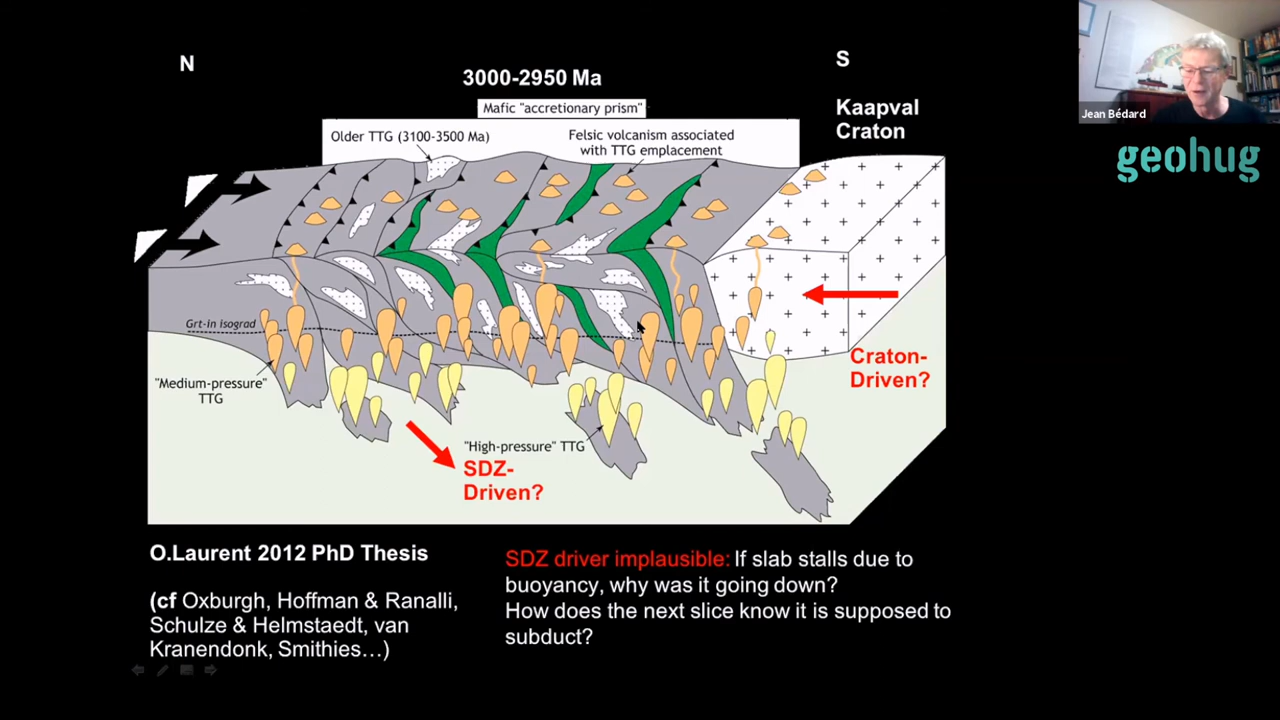 N
S
3000-2950 Ma
Mafic "accretionary prism"
Kaapval
Craton
Older TTG (3100-3500 Ma)
Felsic volcanism associated
with TTG emplacement
Jean Bédard
geohug
Grt-in isograd
"Medium-pressure"
TTG
Craton-
Driven?
"High-pressure" TTG
SDZ-
Driven?
O.Laurent 2012 PhD Thesis
(cf Oxburgh, Hoffman & Ranalli,
Schulze & Helmstaedt, van
Kranendonk, Smithies...)
SDZ driver implausible: If slab stalls due to
buoyancy, why was it going down?
How does the next slice know it is supposed to
subduct?